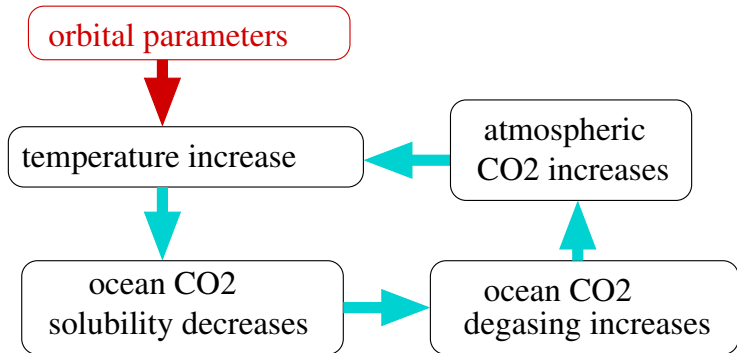 orbital parameters
temperature increase
atmospheric
CO2 increases
ocean CO2
solubility decreases
ocean CO2
degasing increases